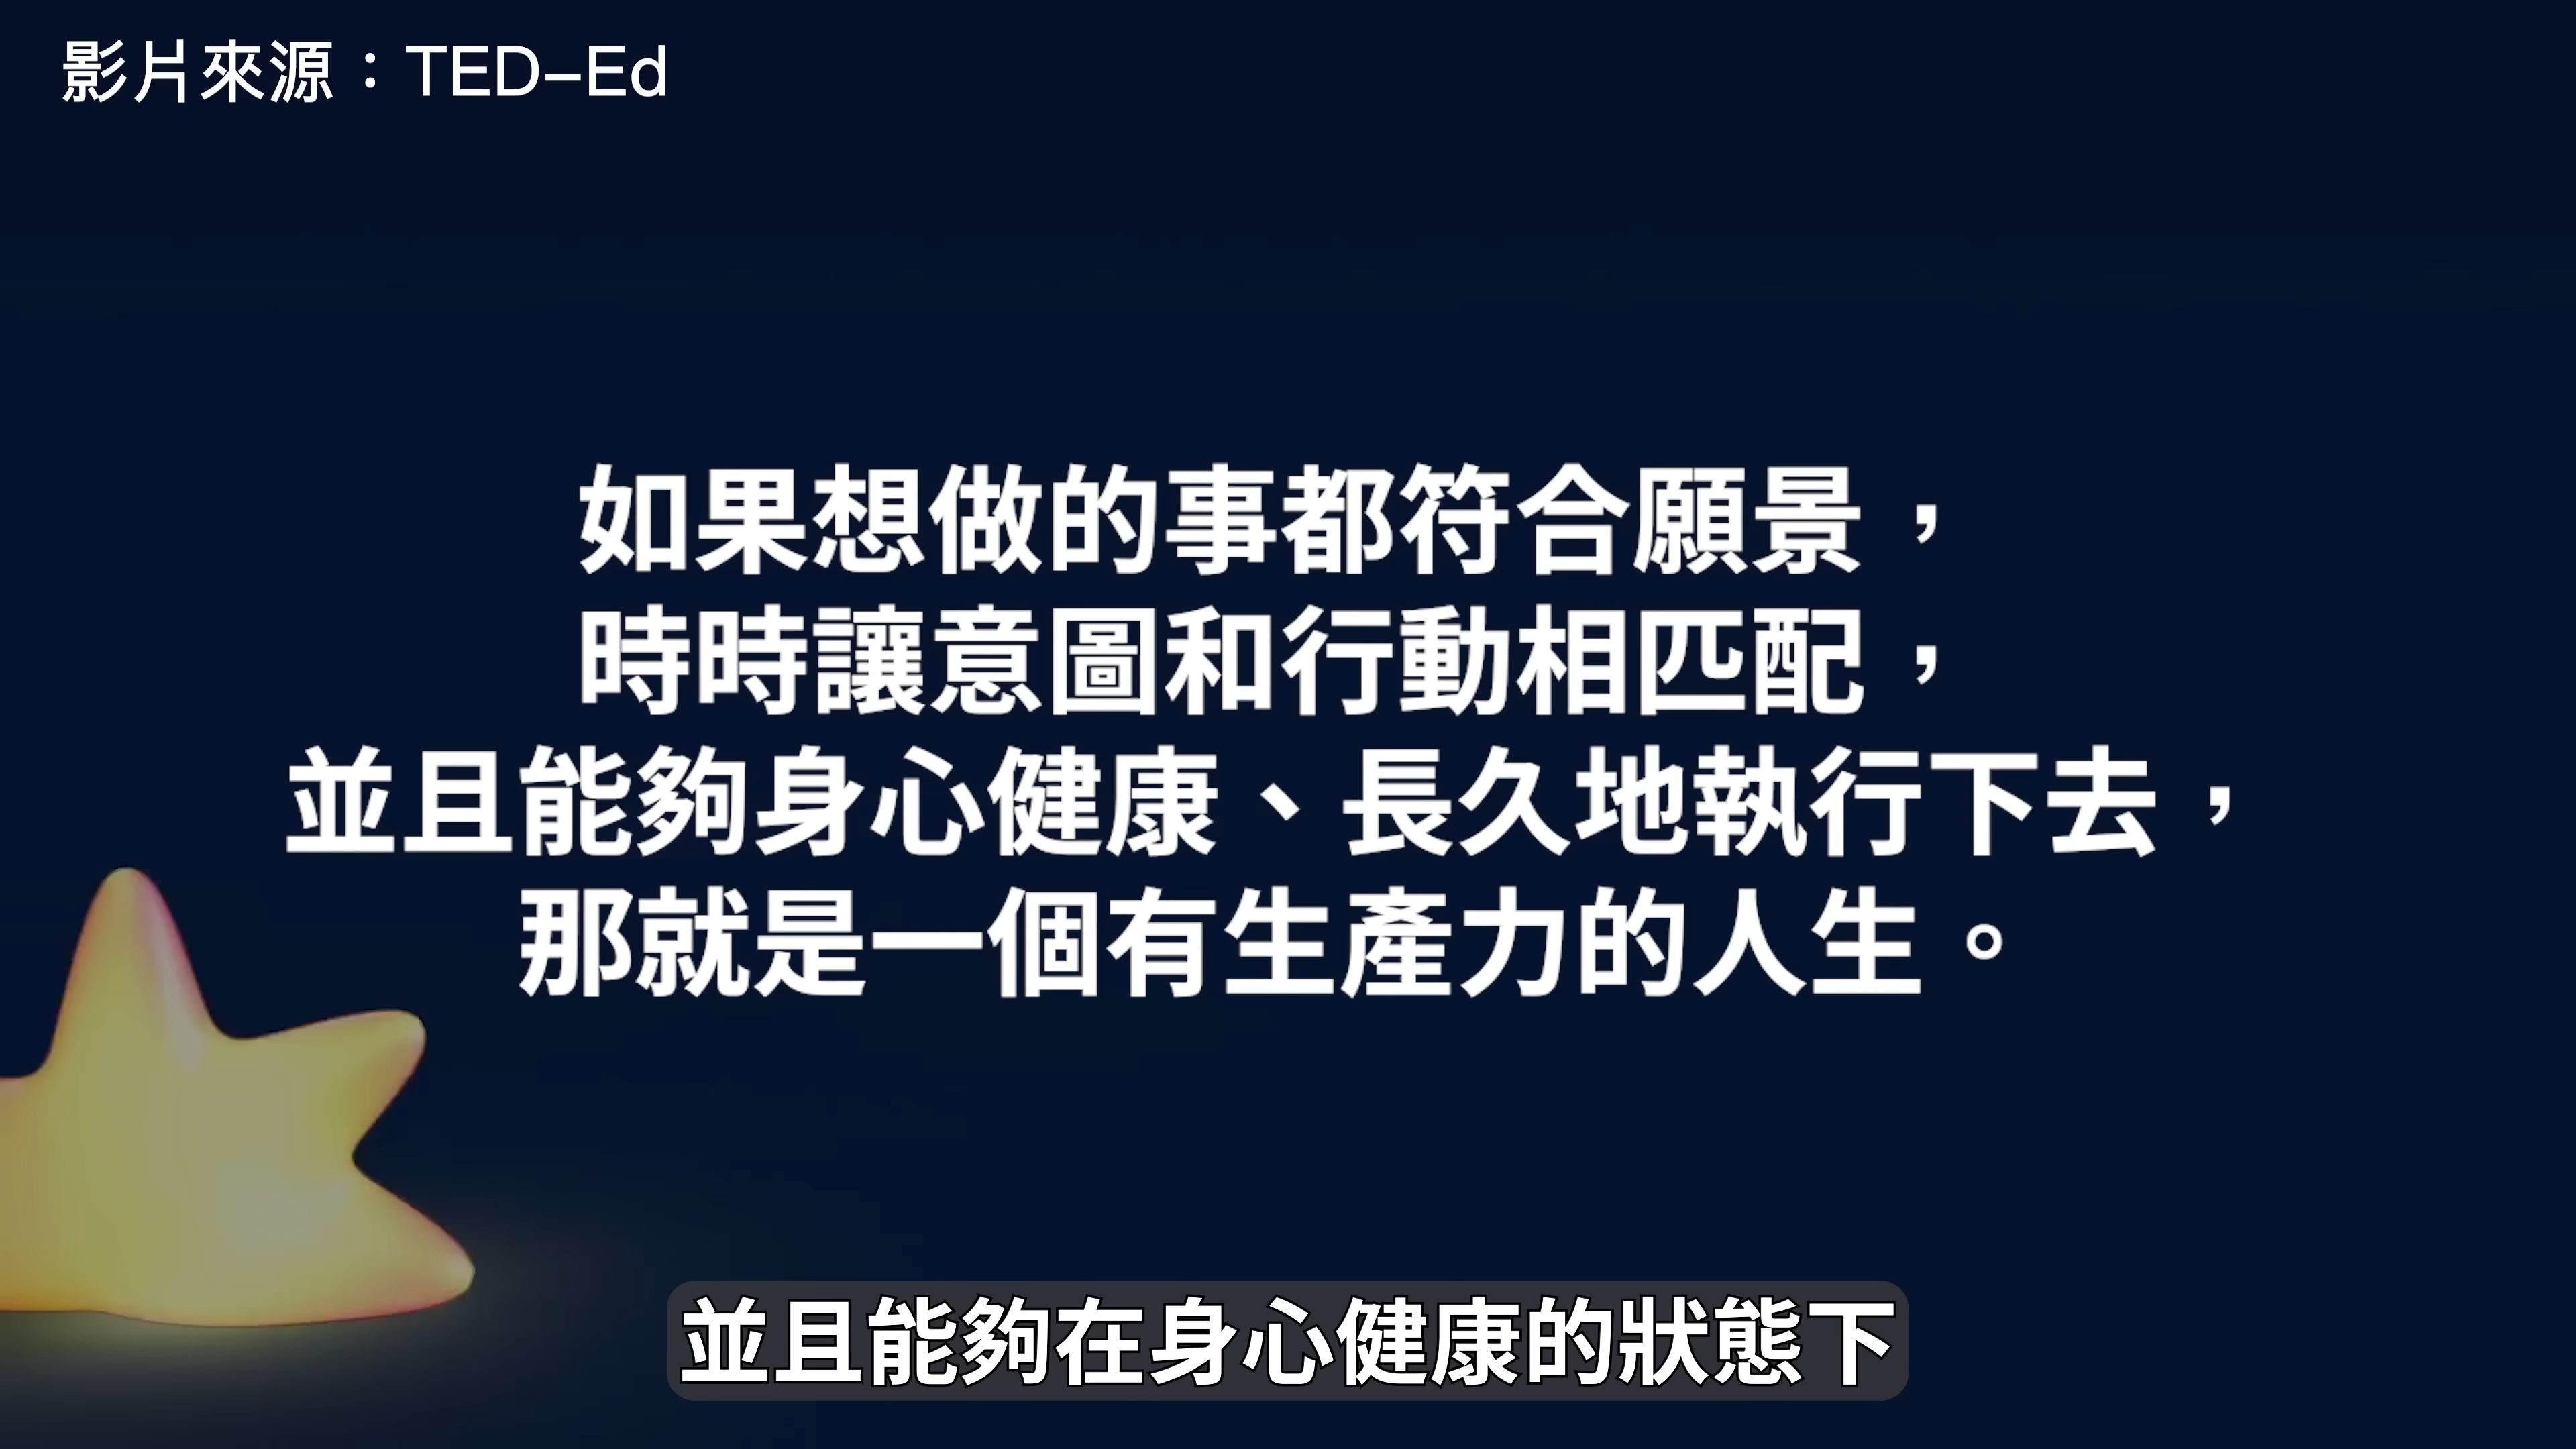 影片來源：TED-Ed
如果想做的事都符合願景，
時時讓意圖和行動相匹配，
並且能夠身心健康、長久地執行下去，
那就是一個有生產力的人生。
並且能夠在身心健康的狀態下